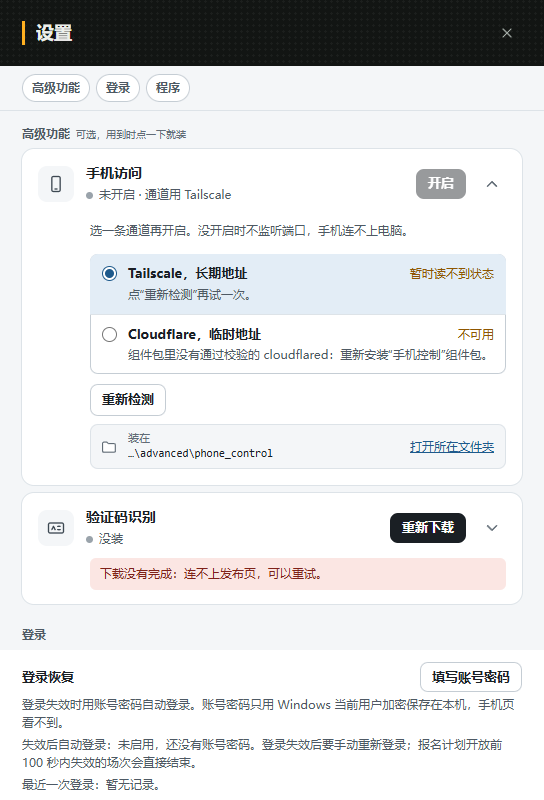 设置
高级功能 登录 程序
高级功能 可选，用到时点一下就装
手机访问
未开启 · 通道用 Tailscale
开启
选一条通道再开启。没开启时不监听端口，手机连不上电脑。
Tailscale，长期地址 暂时读不到状态
点“重新检测”再试一次。
Cloudflare，临时地址 不可用
组件包里没有通过校验的 cloudflared：重新安装“手机控制”组件包。
重新检测
装在
…\advanced\phone_control
打开所在文件夹
验证码识别
没装
重新下载
下载没有完成：连不上发布页，可以重试。
登录
登录恢复 填写账号密码
登录失效时用账号密码自动登录。账号密码只用 Windows 当前用户加密保存在本机，手机页
看不到。
失效后自动登录：未启用，还没有账号密码。登录失效后要手动重新登录；报名计划开放前
100 秒内失效的场次会直接结束。
最近一次登录：暂无记录。